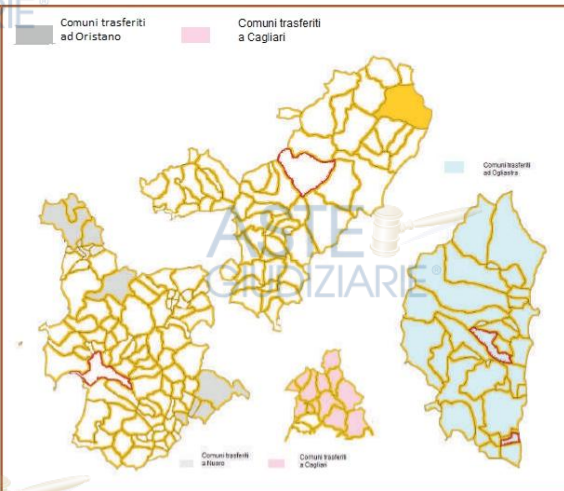 ARIE®
Comuni trasferiti
ad Oristano
Comuni trasferiti
a Cagliari
Comuni trasferiti
ad Ogliastra
ASTE
GIUDIZIARIE®
Comuni trasferiti
a Nuoro
Comuni trasferiti
a Cagliari